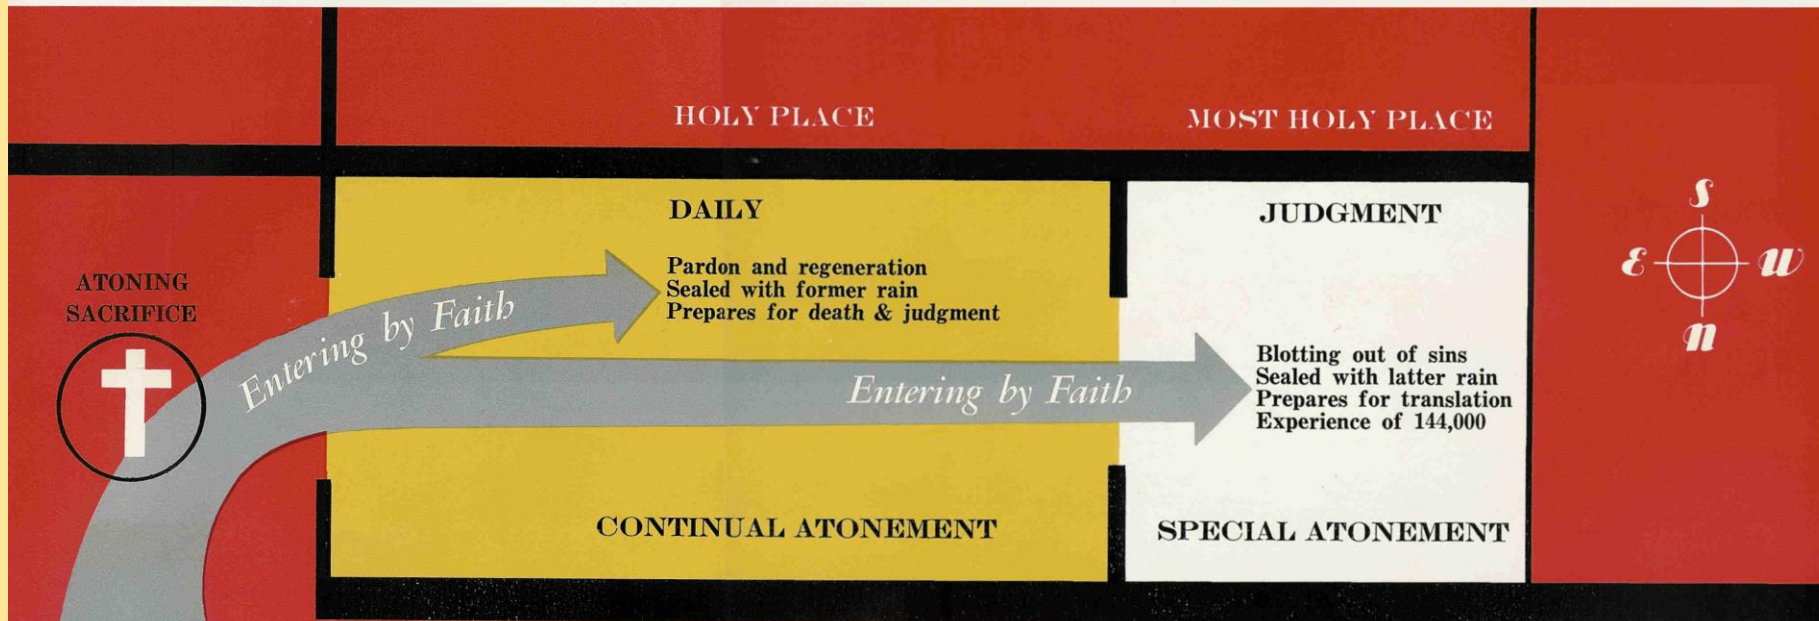 HOLY PLACE
MOST HOLY PLACE
DAILY
JUDGMENT
ATONING
SACRIFICE
Pardon and regeneration
Sealed with former rain
Prepares for death & judgment
Entering by Faith
Entering by Faith
Blotting out of sins
Sealed with latter rain
Prepares for translation
Experience of 144,000
CONTINUAL ATONEMENT
SPECIAL ATONEMENT
S
E
W
n